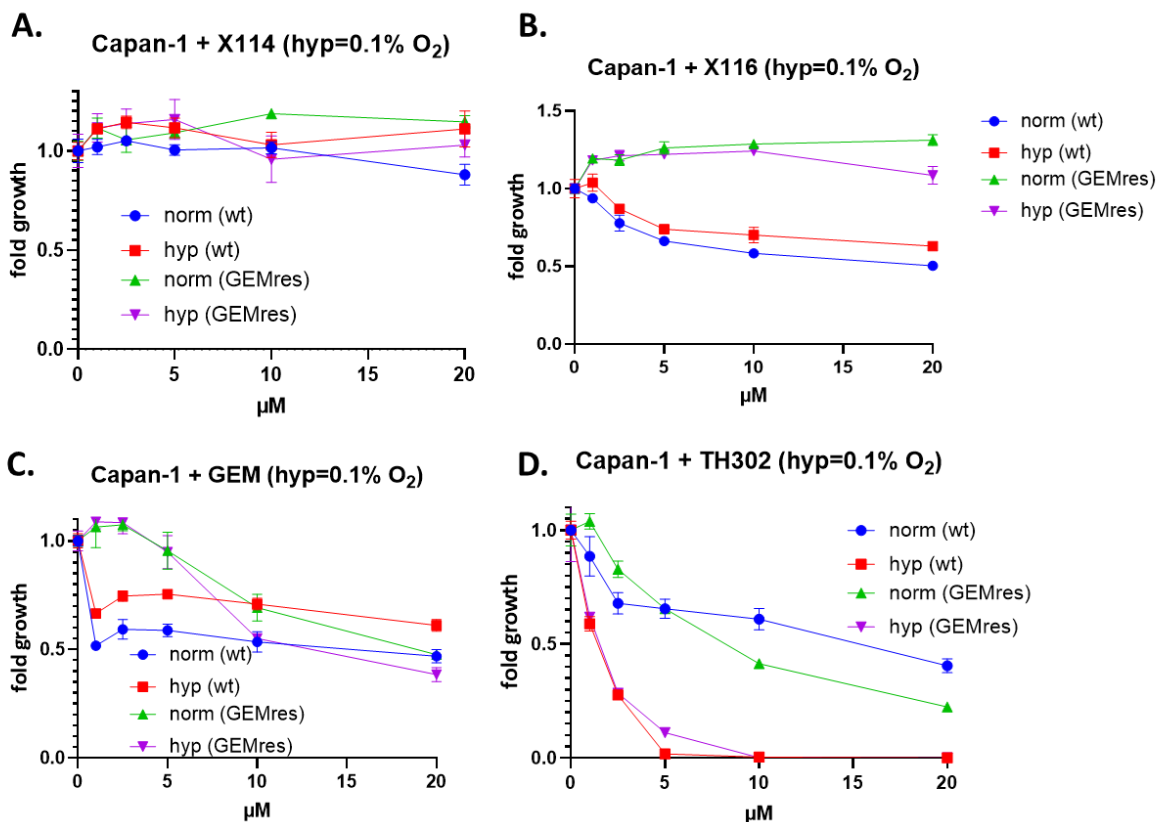 A.
Capan-1 + X114 (hyp=0.1% O₂)
fold growth
1.0
0.5
0.0
norm (wt)
hyp (wt)
norm (GEMres)
hyp (GEMres)
0 5 10 15 20
µM
B.
Capan-1 + X116 (hyp=0.1% O₂)
fold growth
1.5
1.0
0.5
0.0
norm (wt)
hyp (wt)
norm (GEMres)
hyp (GEMres)
0 5 10 15 20
µM
C.
Capan-1 + GEM (hyp=0.1% O₂)
fold growth
1.0
0.5
0.0
norm (wt)
hyp (wt)
norm (GEMres)
hyp (GEMres)
0 5 10 15 20
µM
D.
Capan-1 + TH302 (hyp=0.1% O₂)
fold growth
1.0
0.5
0.0
norm (wt)
hyp (wt)
norm (GEMres)
hyp (GEMres)
0 5 10 15 20
µM